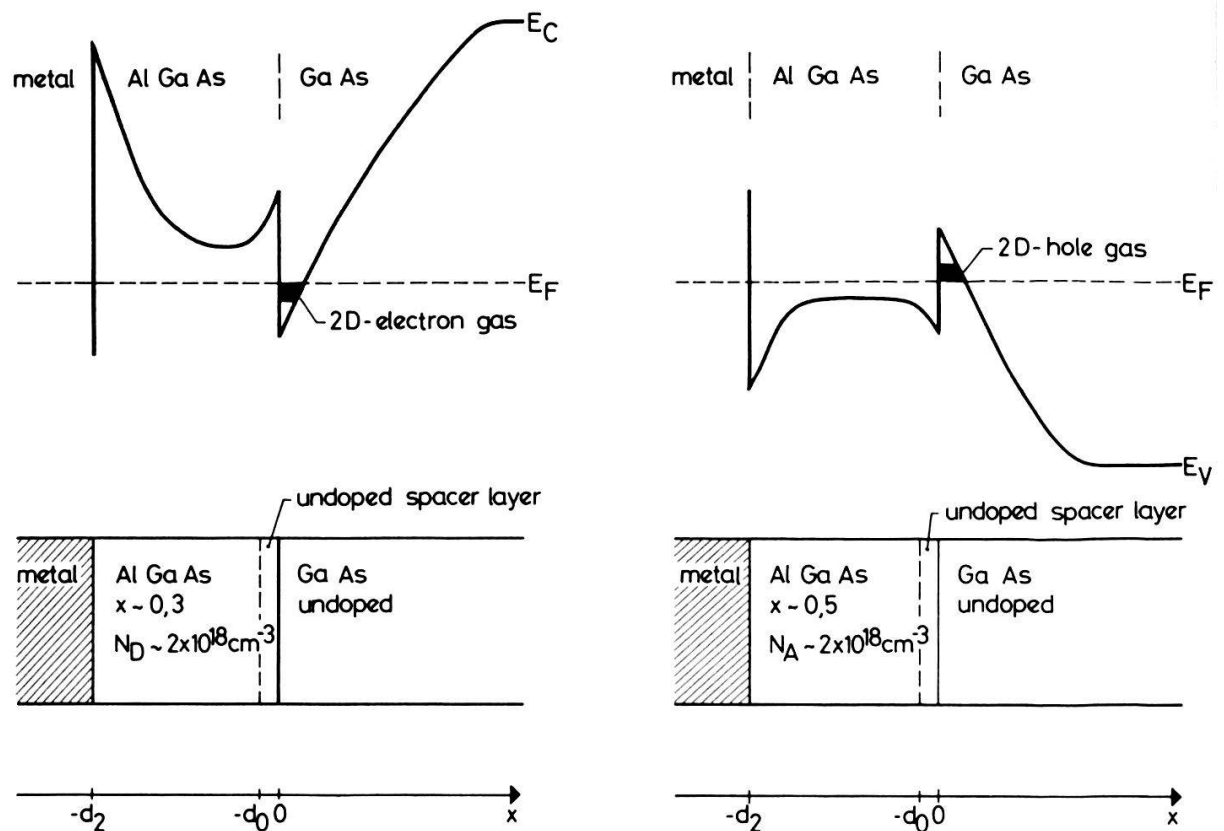 E_C
metal Al Ga As Ga As
E_F
2D-electron gas
undoped spacer layer
metal Al Ga As Ga As
x ~ 0,3 undoped
N_D ~ 2x10^18 cm^-3
-d_2 -d_0 0 x
metal Al Ga As Ga As
2D-hole gas
E_F
E_V
undoped spacer layer
metal Al Ga As Ga As
x ~ 0,5 undoped
N_A ~ 2x10^18 cm^-3
-d_2 -d_0 0 x